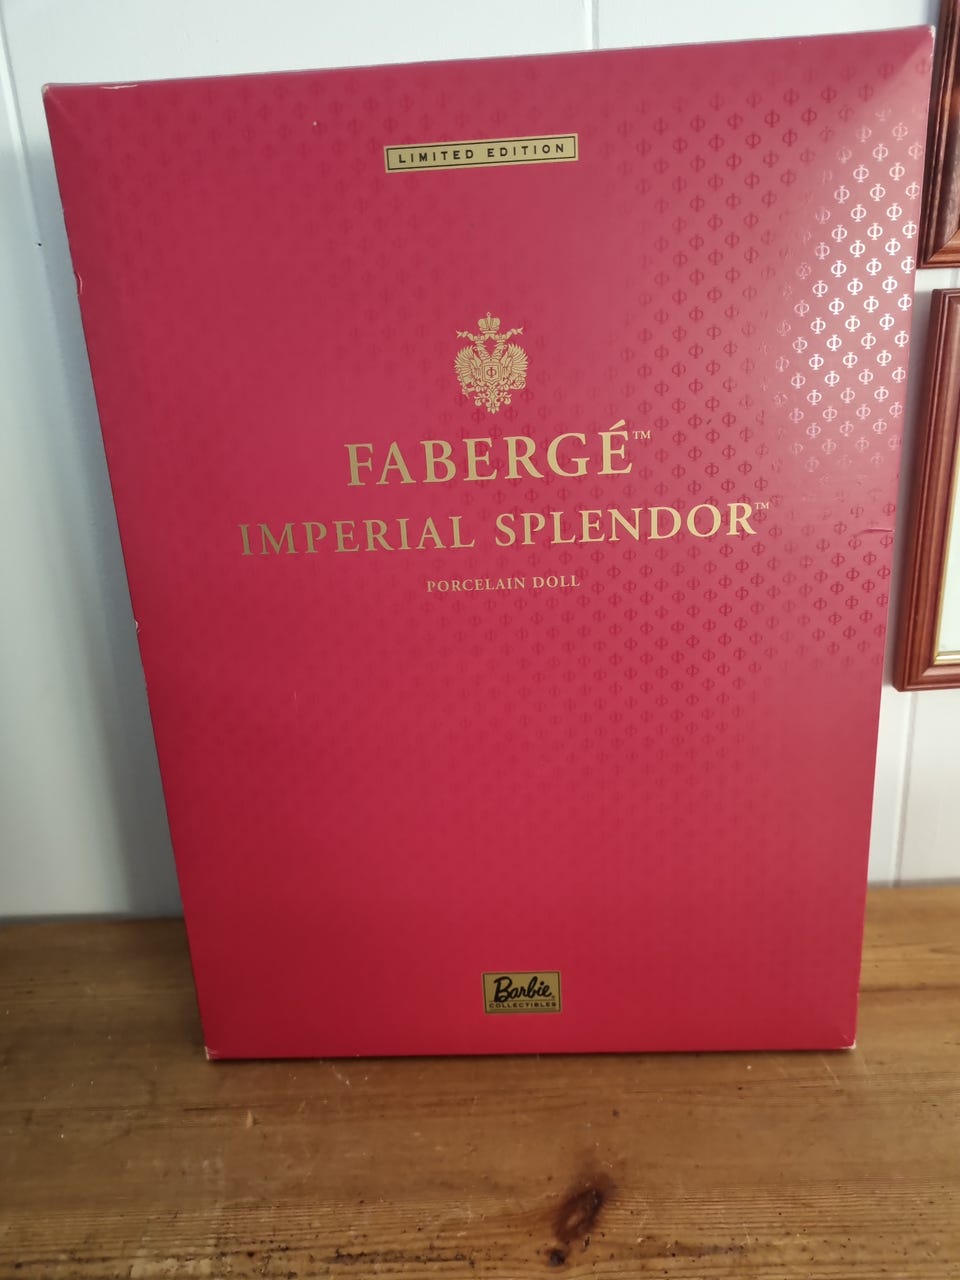 LIMITED EDITION
FABERGÉ™
IMPERIAL SPLENDOR™
PORCELAIN DOLL
Barbie®
COLLECTIBLES